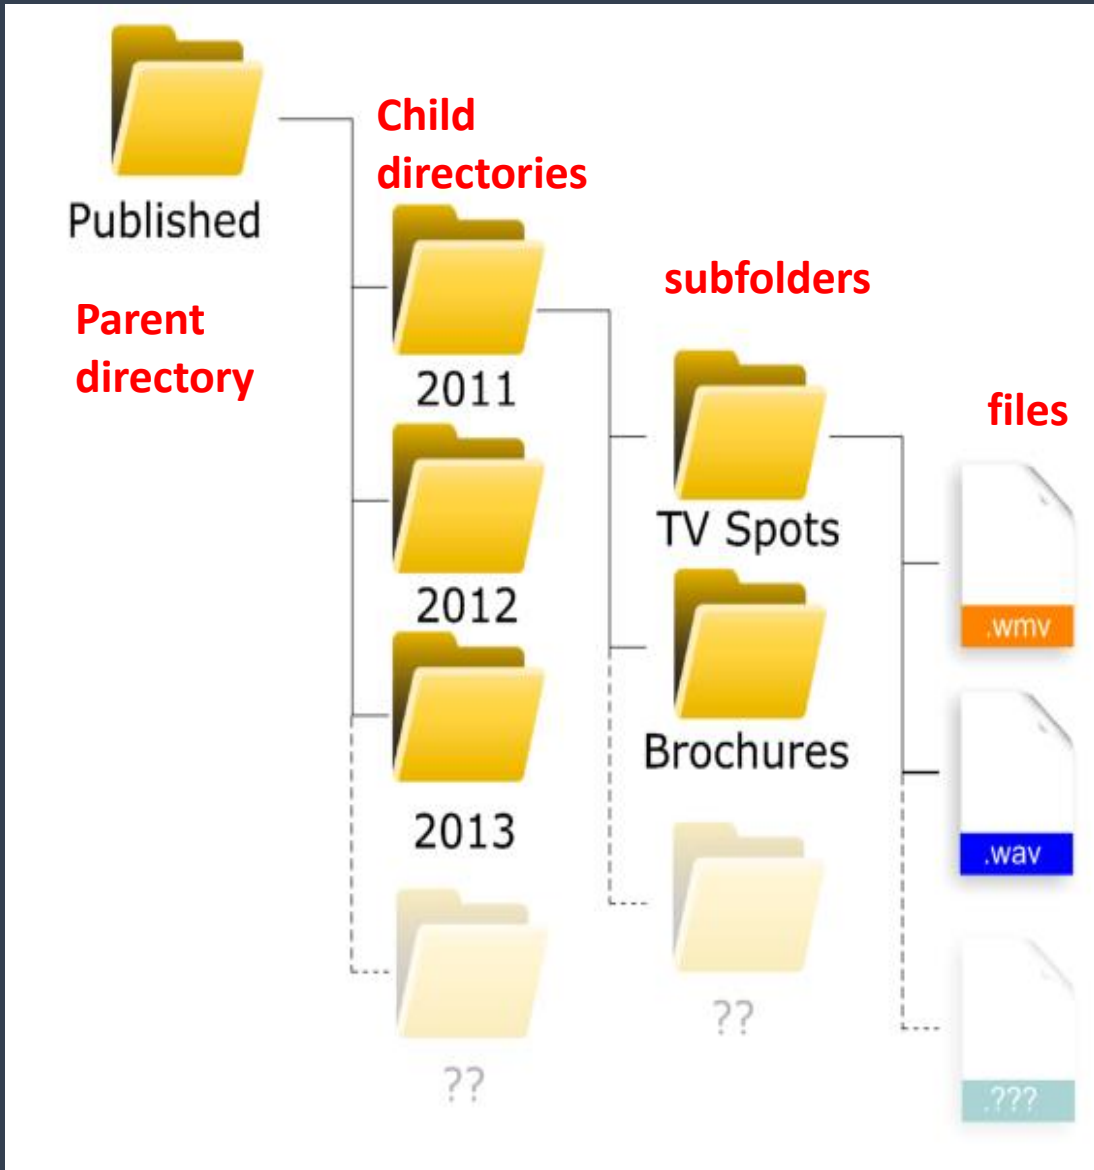 Published
Parent
directory
Child
directories
2011
2012
2013
??
subfolders
TV Spots
Brochures
??
files
.wmv
.wav
.???